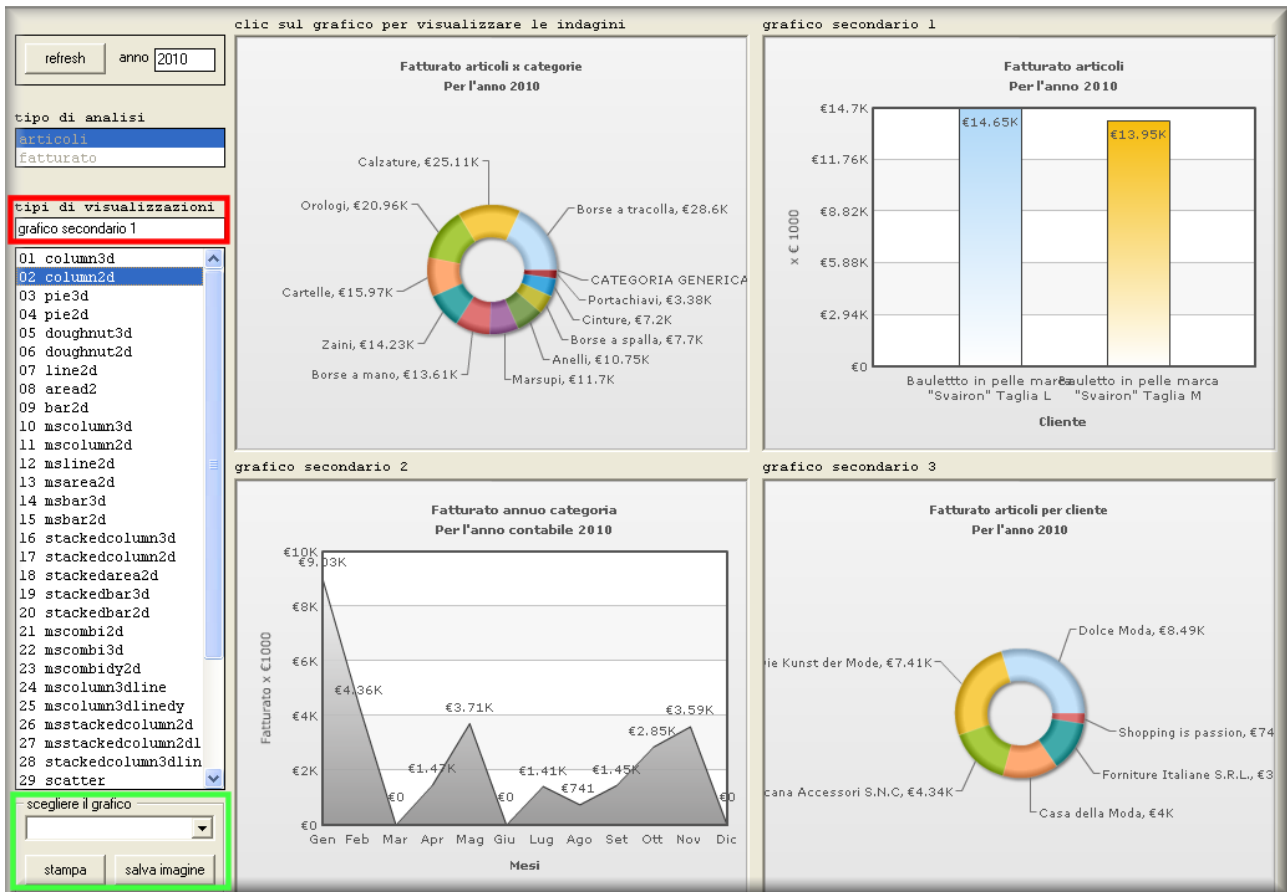 refresh
anno 2010
tipo di analisi
articoli
fatturato
tipi di visualizzazioni
grafico secondario 1
01 column3d
02 column2d
03 pie3d
04 pie2d
05 doughnut3d
06 doughnut2d
07 line2d
08 aread2
09 bar2d
10 mscolumn3d
11 mscolumn2d
12 msline2d
13 msarea2d
14 msbar3d
15 msbar2d
16 stackedcolumn3d
17 stackedcolumn2d
18 stackedarea2d
19 stackedbar3d
20 stackedbar2d
21 mscombi2d
22 mscombi3d
23 mscombidy2d
24 mscolumn3dline
25 mscolumn3dlinedy
26 msstackedcolumn2d
27 msstackedcolumn2dl
28 stackedcolumn3dlin
29 scatter
scegliere il grafico
stampa
salva imagine
clic sul grafico per visualizzare le indagini
Fatturato articoli x categorie
Per l'anno 2010
Calzature, €25.11K
Orologi, €20.96K
Borse a tracolla, €28.6K
CATEGORIA GENERICA
Cartelle, €15.97K
Portachiavi, €3.38K
Cinture, €7.2K
Zaini, €14.23K
Borse a spalla, €7.7K
Anelli, €10.75K
Borse a mano, €13.61K
Marsupi, €11.7K
grafico secondario 1
Fatturato articoli
Per l'anno 2010
€14.7K
€11.76K
€8.82K
€5.88K
€2.94K
€0
x € 1000
€14.65K
€13.95K
Baulettto in pelle marca
"Svairon" Taglia L
Bauletto in pelle marca
"Svairon" Taglia M
Cliente
grafico secondario 2
Fatturato annuo categoria
Per l'anno contabile 2010
€10K
€8K
€6K
€4K
€2K
€0
Fatturato x €1000
€9.03K
€4.36K
€0
€1.47K
€3.71K
€0
€1.41K
€741
€1.45K
€2.85K
€3.59K
€0
Gen Feb Mar Apr Mag Giu Lug Ago Set Ott Nov Dic
Mesi
grafico secondario 3
Fatturato articoli per cliente
Per l'anno 2010
Dolce Moda, €8.49K
ie Kunst der Mode, €7.41K
Shopping is passion, €74
Forniture Italiane S.R.L., €3
cana Accessori S.N.C, €4.34K
Casa della Moda, €4K